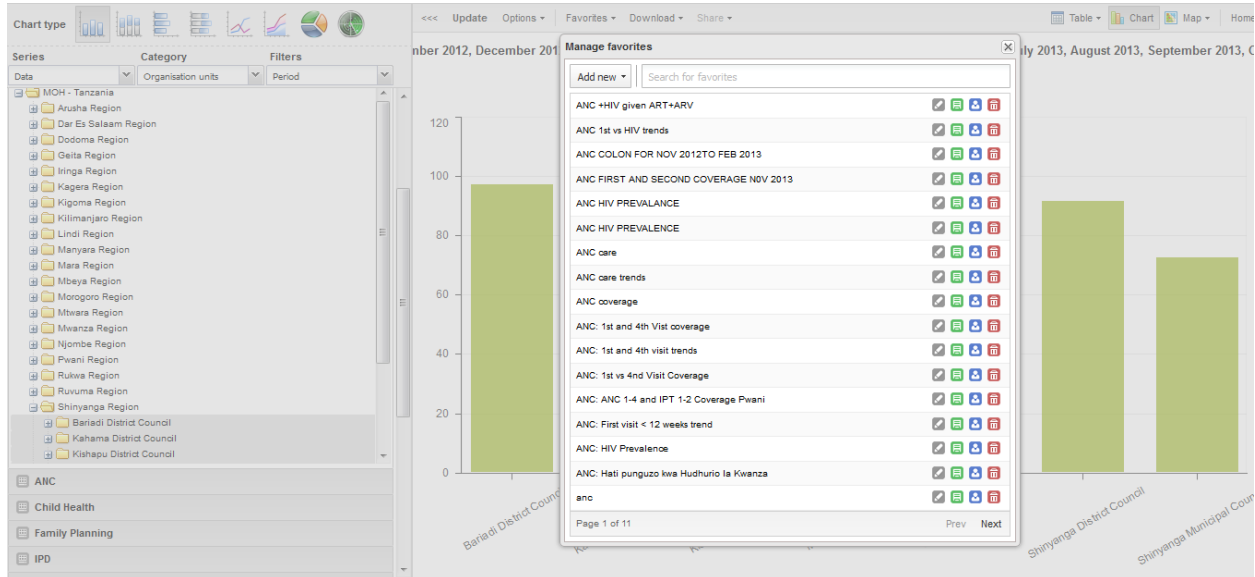 Chart type
<<< Update Options Favorites Download Share Table Chart Map Home
Series Category Filters
Data Organisation units Period
MOH - Tanzania
Arusha Region
Dar Es Salaam Region
Dodoma Region
Geita Region
Iringa Region
Kagera Region
Kigoma Region
Kilimanjaro Region
Lindi Region
Manyara Region
Mara Region
Mbeya Region
Morogoro Region
Mtwara Region
Mwanza Region
Njombe Region
Pwani Region
Rukwa Region
Ruvuma Region
Shinyanga Region
Bariadi District Council
Kahama District Council
Kishapu District Council
ANC
Child Health
Family Planning
IPD
nber 2012, December 201
ly 2013, August 2013, September 2013, O
120
100
80
60
40
20
0
Bariadi District Counc
Shinyanga District Council
Shinyanga Municipal Coun
Manage favorites
Add new Search for favorites
ANC +HIV given ART+ARV
ANC 1st vs HIV trends
ANC COLON FOR NOV 2012TO FEB 2013
ANC FIRST AND SECOND COVERAGE N0V 2013
ANC HIV PREVALANCE
ANC HIV PREVALENCE
ANC care
ANC care trends
ANC coverage
ANC: 1st and 4th Vist coverage
ANC: 1st and 4th visit trends
ANC: 1st vs 4nd Visit Coverage
ANC: ANC 1-4 and IPT 1-2 Coverage Pwani
ANC: First visit < 12 weeks trend
ANC: HIV Prevalence
ANC: Hati punguzo kwa Hudhurio la Kwanza
anc
Page 1 of 11 Prev Next